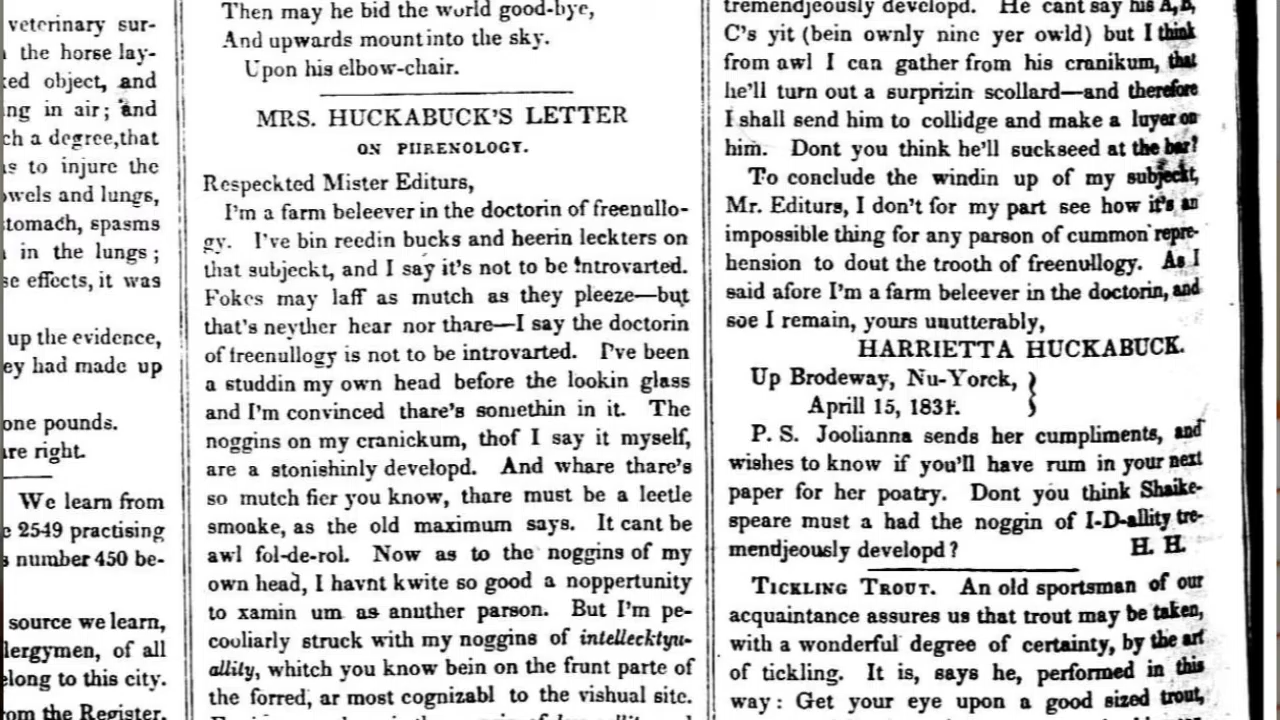 veterinary sur-
the horse lay-
ked object, and
ng in air; and
ch a degree, that
as to injure the
owels and lungs,
stomach, spasms
in the lungs;
se effects, it was
up the evidence,
ey had made up
one pounds.
are right.
We learn from
2549 practising
number 450 be-
source we learn,
lergymen, of all
elong to this city.
om the Register.
Then may he bid the world good-bye,
And upwards mount into the sky.
Upon his elbow-chair.
MRS. HUCKABUCK'S LETTER
ON PHRENOLOGY.
Respeckted Mister Editurs,
I'm a farm beleever in the doctorin of freenullo-
gy. I've bin reedin bucks and heerin leckters on
that subjeckt, and I say it's not to be introvarted.
Fokes may laff as mutch as they pleeze—but
that's neyther hear nor thare—I say the doctorin
of freenullogy is not to be introvarted. I've been
a studdin my own head before the lookin glass
and I'm convinced thare's somethin in it. The
noggins on my cranickum, thof I say it myself,
are a stonishinly developd. And whare thare's
so mutch fier you know, thare must be a leetle
smoake, as the old maximum says. It cant be
awl fol-de-rol. Now as to the noggins of my
own head, I havnt kwite so good a noppertunity
to xamin um as anuther parson. But I'm pe-
cooliarly struck with my noggins of intellecktyu-
allity, whitch you know bein on the frunt parte of
the forred, ar most cognizabl to the vishual site.
tremendjeously developd. He cant say his A, B,
C's yit (bein ownly nine yer owld) but I think
from awl I can gather from his cranikum, that
he'll turn out a surprizin scollard—and therefore
I shall send him to collidge and make a luyer on
him. Dont you think he'll suckseed at the bar?
To conclude the windin up of my subjeckt,
Mr. Editurs, I don't for my part see how it's an
impossible thing for any parson of cummon repre-
hension to dout the trooth of freenullogy. As I
said afore I'm a farm beleever in the doctorin, and
soe I remain, yours unutterably,
HARRIETTA HUCKABUCK.
Up Brodeway, Nu-Yorck, }
Aprill 15, 1831.
P. S. Joolianna sends her cumpliments, and
wishes to know if you'll have rum in your next
paper for her poatry. Dont you think Shaike-
speare must a had the noggin of I-D-allity tre-
mendjeously developd? H. H.
TICKLING TROUT. An old sportsman of our
acquaintance assures us that trout may be taken,
with a wonderful degree of certainty, by the art
of tickling. It is, says he, performed in this
way: Get your eye upon a good sized trout,